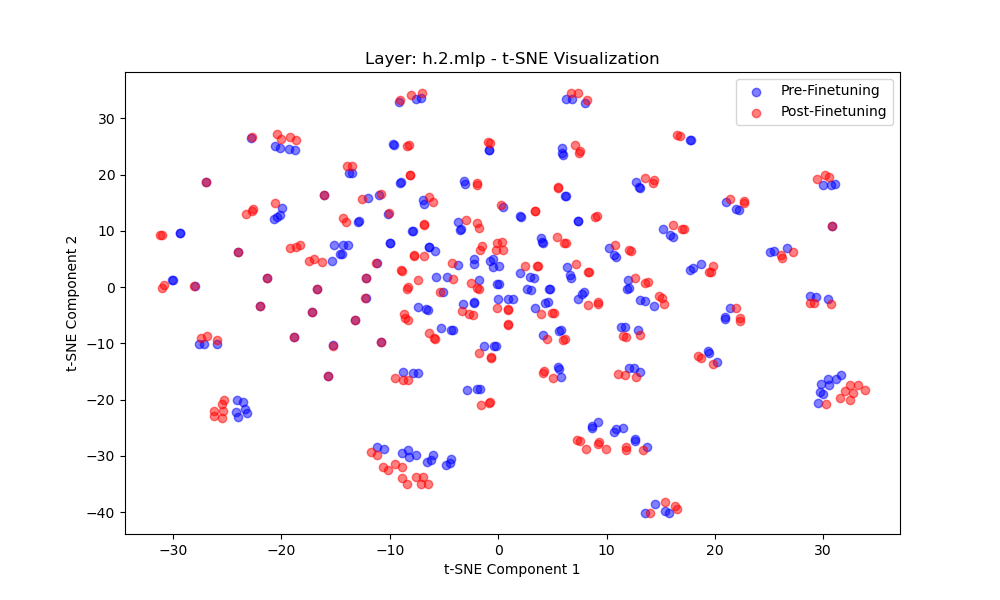 Layer: h.2.mlp - t-SNE Visualization
Pre-Finetuning
Post-Finetuning
30
20
10
0
−10
−20
−30
−40
t-SNE Component 2
−30 −20 −10 0 10 20 30
t-SNE Component 1